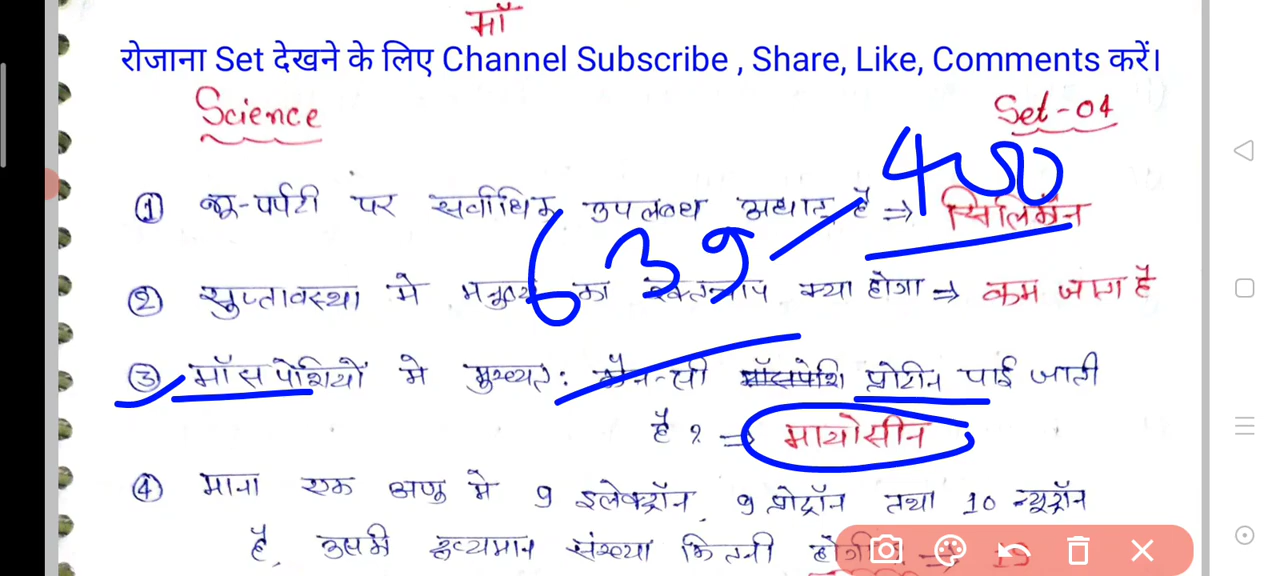 माँ
रोजाना Set देखने के लिए Channel Subscribe , Share, Like, Comments करें।
Science
Set-04
① भू-पर्पटी पर सर्वाधिक उपलब्ध अधातु है ⇒ सिलिकॅन
400
639
② सुप्तावस्था मे मनुष्य का रक्तचाप क्या होगा ⇒ कम जाता है
③ माँस पेशियों मे मुख्यत: कौन-सी माँसपेशि प्रोटीन पाई जाती
है ? ⇒ मायोसीन
④ माना एक अणु मे 9 इलेक्ट्रॉन, 9 प्रोट्रॉन तथा 10 न्यूट्रॉन
है, उसमी द्रव्यमान संख्या कितनी होगी ⇒ 19